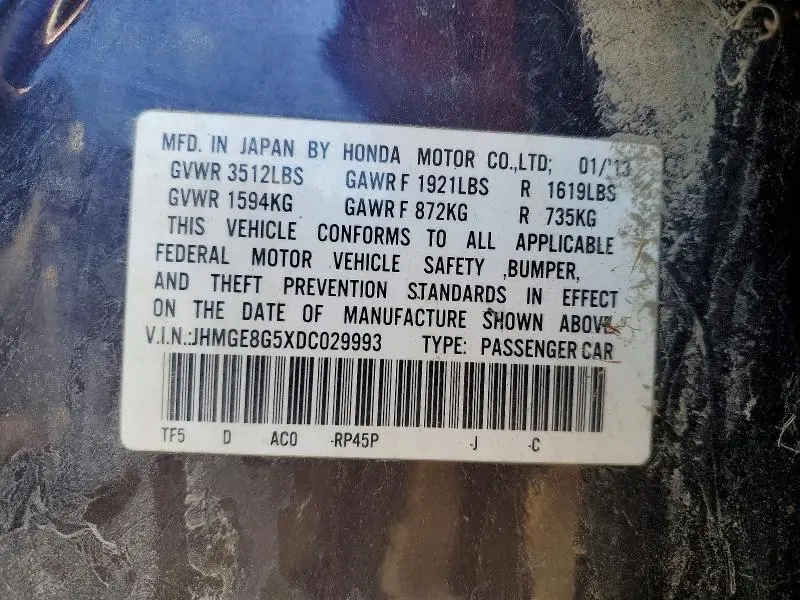 MFD. IN JAPAN BY HONDA MOTOR CO.,LTD; 01/'13
GVWR 3512LBS GAWR F 1921LBS R 1619LBS
GVWR 1594KG GAWR F 872KG R 735KG
THIS VEHICLE CONFORMS TO ALL APPLICABLE
FEDERAL MOTOR VEHICLE SAFETY ,BUMPER,
AND THEFT PREVENTION STANDARDS IN EFFECT
ON THE DATE OF MANUFACTURE SHOWN ABOVE
V.I.N.:JHMGE8G5XDC029993 TYPE: PASSENGER CAR
TF5 D AC0 -RP45P -J -C